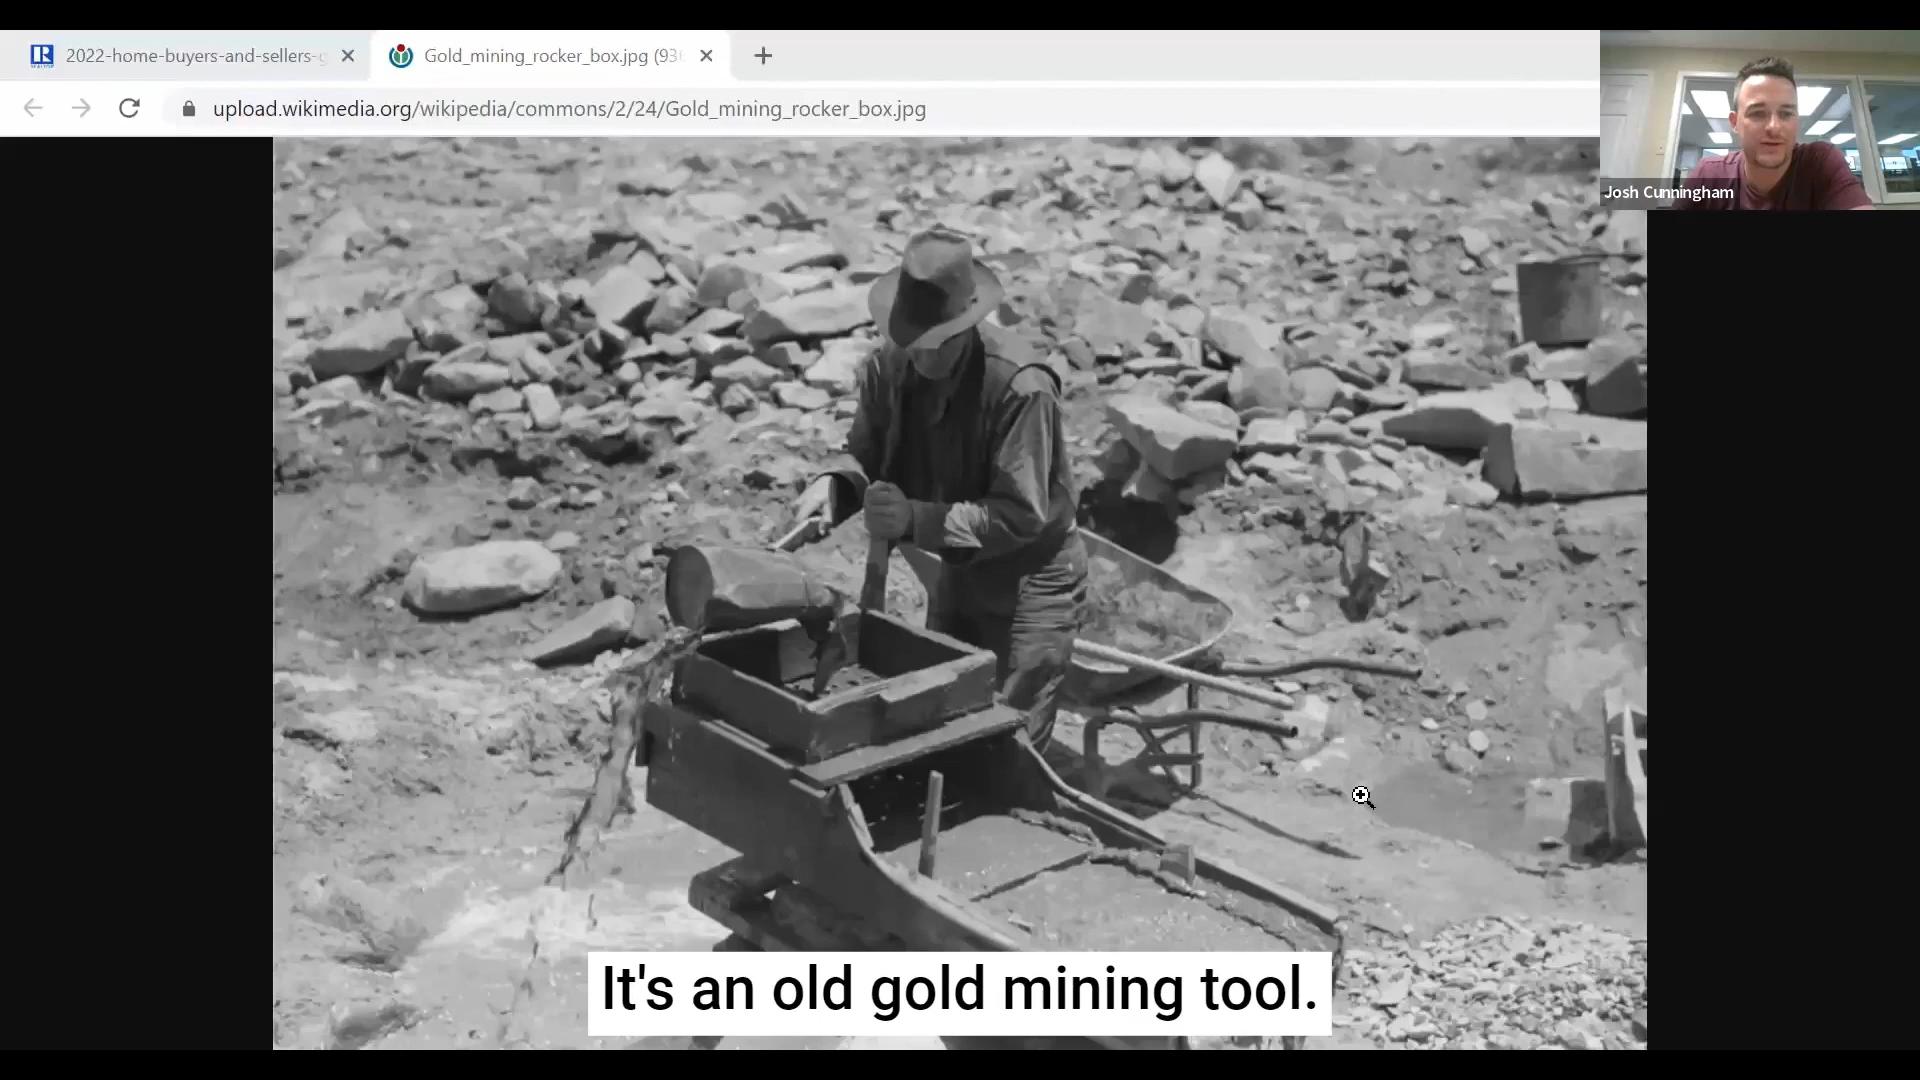 2022-home-buyers-and-sellers-g
Gold_mining_rocker_box.jpg (93
upload.wikimedia.org/wikipedia/commons/2/24/Gold_mining_rocker_box.jpg
Josh Cunningham
It's an old gold mining tool.